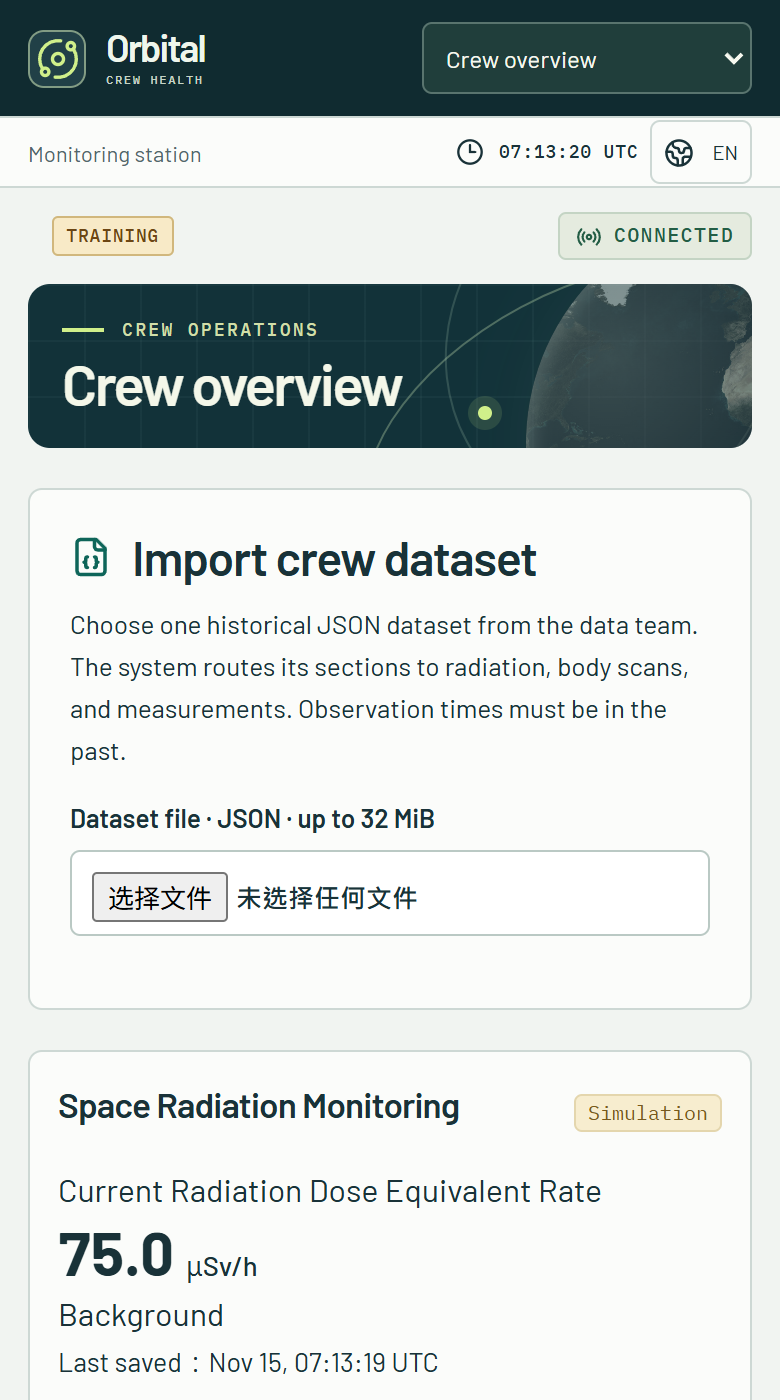 Orbital
CREW HEALTH
Crew overview
Monitoring station
07:13:20 UTC
EN
TRAINING
CONNECTED
CREW OPERATIONS
Crew overview
Import crew dataset
Choose one historical JSON dataset from the data team.
The system routes its sections to radiation, body scans,
and measurements. Observation times must be in the
past.
Dataset file · JSON · up to 32 MiB
选择文件 未选择任何文件
Space Radiation Monitoring
Simulation
Current Radiation Dose Equivalent Rate
75.0 µSv/h
Background
Last saved：Nov 15, 07:13:19 UTC